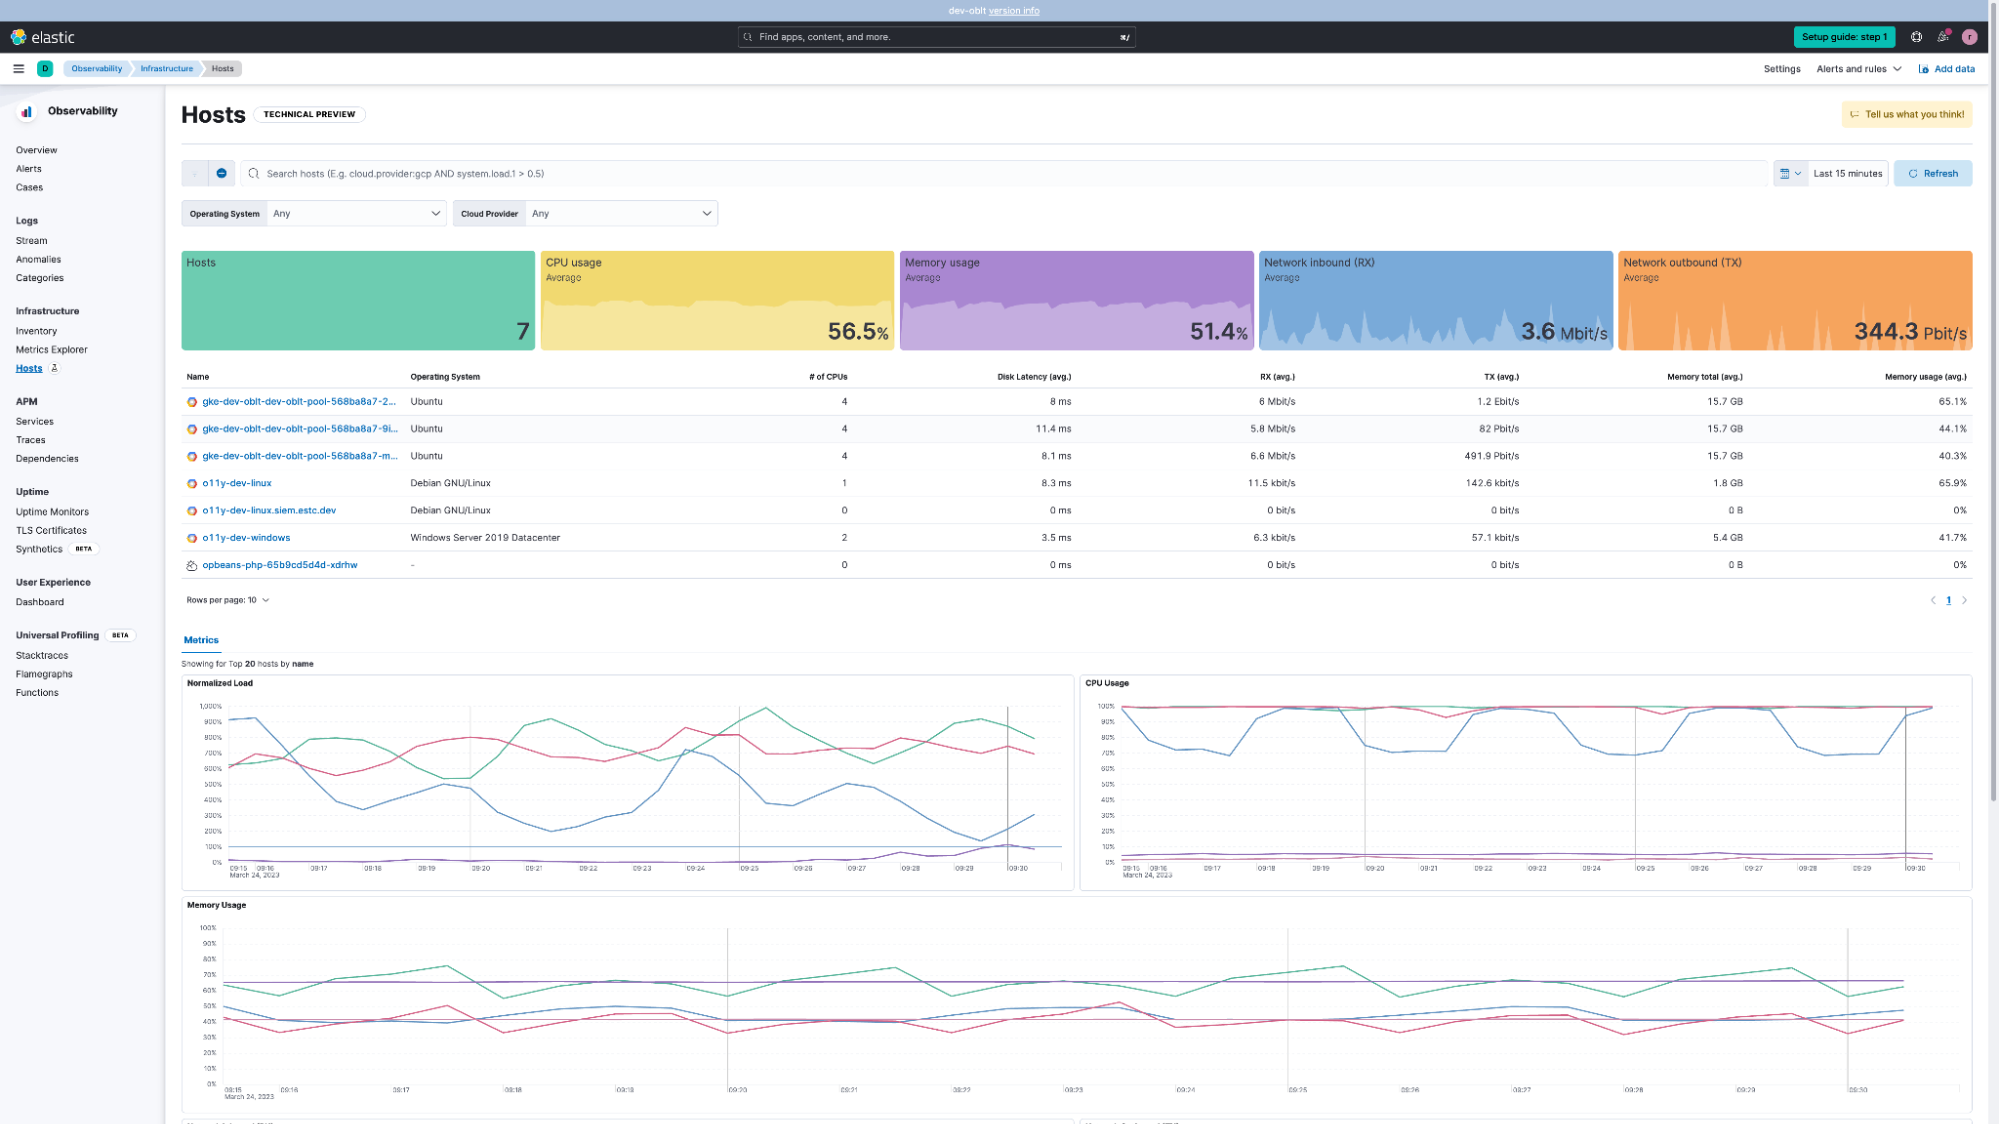 dev-oblt version info
elastic
Find apps, content, and more.
⌘/
Setup guide: step 1
r
D
Observability
Infrastructure
Hosts
Settings
Alerts and rules
Add data
Observability
Overview
Alerts
Cases
Logs
Stream
Anomalies
Categories
Infrastructure
Inventory
Metrics Explorer
Hosts
APM
Services
Traces
Dependencies
Uptime
Uptime Monitors
TLS Certificates
Synthetics BETA
User Experience
Dashboard
Universal Profiling BETA
Stacktraces
Flamegraphs
Functions
Hosts TECHNICAL PREVIEW
Tell us what you think!
Search hosts (E.g. cloud.provider:gcp AND system.load.1 > 0.5)
Last 15 minutes
Refresh
Operating System Any
Cloud Provider Any
Hosts
7
CPU usage
Average
56.5%
Memory usage
Average
51.4%
Network inbound (RX)
Average
3.6 Mbit/s
Network outbound (TX)
Average
344.3 Pbit/s
Name Operating System # of CPUs Disk Latency (avg.) RX (avg.) TX (avg.) Memory total (avg.) Memory usage (avg.)
gke-dev-oblt-dev-oblt-pool-568ba8a7-2... Ubuntu 4 8 ms 6 Mbit/s 1.2 Ebit/s 15.7 GB 65.1%
gke-dev-oblt-dev-oblt-pool-568ba8a7-9i... Ubuntu 4 11.4 ms 5.8 Mbit/s 82 Pbit/s 15.7 GB 44.1%
gke-dev-oblt-dev-oblt-pool-568ba8a7-m... Ubuntu 4 8.1 ms 6.6 Mbit/s 491.9 Pbit/s 15.7 GB 40.3%
o11y-dev-linux Debian GNU/Linux 1 8.3 ms 11.5 kbit/s 142.6 kbit/s 1.8 GB 65.9%
o11y-dev-linux.siem.estc.dev Debian GNU/Linux 0 0 ms 0 bit/s 0 bit/s 0 B 0%
o11y-dev-windows Windows Server 2019 Datacenter 2 3.5 ms 6.3 kbit/s 57.1 kbit/s 5.4 GB 41.7%
opbeans-php-65b9cd5d4d-xdrhw - 0 0 ms 0 bit/s 0 bit/s 0 B 0%
Rows per page: 10
1
Metrics
Showing for Top 20 hosts by name
Normalized Load
1,000%
900%
800%
700%
600%
500%
400%
300%
200%
100%
0%
09:15 09:16 09:17 09:18 09:19 09:20 09:21 09:22 09:23 09:24 09:25 09:26 09:27 09:28 09:29 09:30
March 24, 2023
CPU Usage
100%
90%
80%
70%
60%
50%
40%
30%
20%
10%
0%
09:15 09:16 09:17 09:18 09:19 09:20 09:21 09:22 09:23 09:24 09:25 09:26 09:27 09:28 09:29 09:30
March 24, 2023
Memory Usage
100%
90%
80%
70%
60%
50%
40%
30%
20%
10%
0%
09:15 09:16 09:17 09:18 09:19 09:20 09:21 09:22 09:23 09:24 09:25 09:26 09:27 09:28 09:29 09:30
March 24, 2023